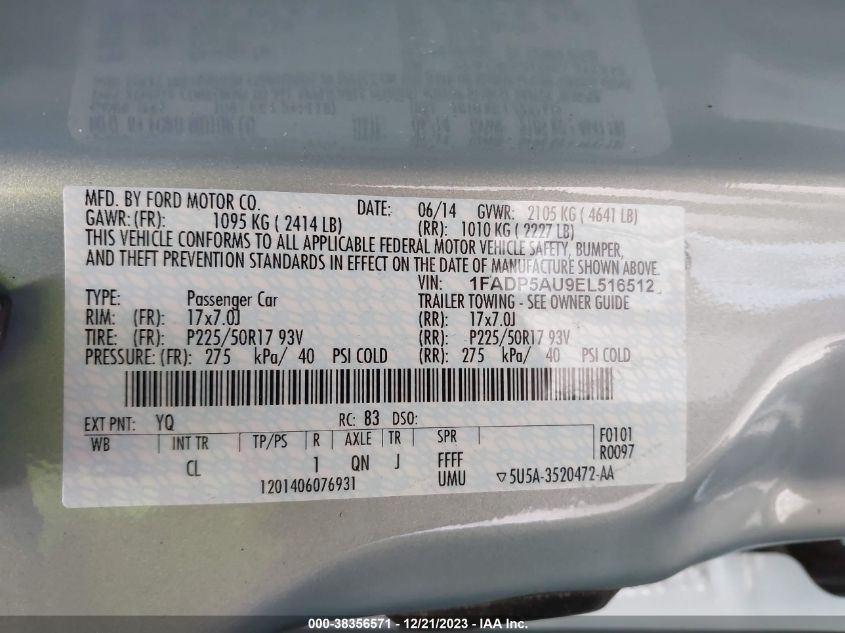 MFD. BY FORD MOTOR CO. DATE: 06/14 GVWR: 2105 KG ( 4641 LB)
GAWR: (FR): 1095 KG ( 2414 LB) (RR): 1010 KG ( 2227 LB)
THIS VEHICLE CONFORMS TO ALL APPLICABLE FEDERAL MOTOR VEHICLE SAFETY, BUMPER,
AND THEFT PREVENTION STANDARDS IN EFFECT ON THE DATE OF MANUFACTURE SHOWN ABOVE.
VIN: 1FADP5AU9EL516512
TYPE: Passenger Car TRAILER TOWING - SEE OWNER GUIDE
RIM: (FR): 17x7.0J (RR): 17x7.0J
TIRE: (FR): P225/50R17 93V (RR): P225/50R17 93V
PRESSURE: (FR): 275 kPa/ 40 PSI COLD (RR): 275 kPa/ 40 PSI COLD
EXT PNT: YQ RC: 83 DSO:
WB INT TR TP/PS R AXLE TR SPR F0101
R0097
CL 1 QN J FFFF
UMU
1201406076931 ▽5U5A-3520472-AA
000-38356571 - 12/21/2023 - IAA Inc.